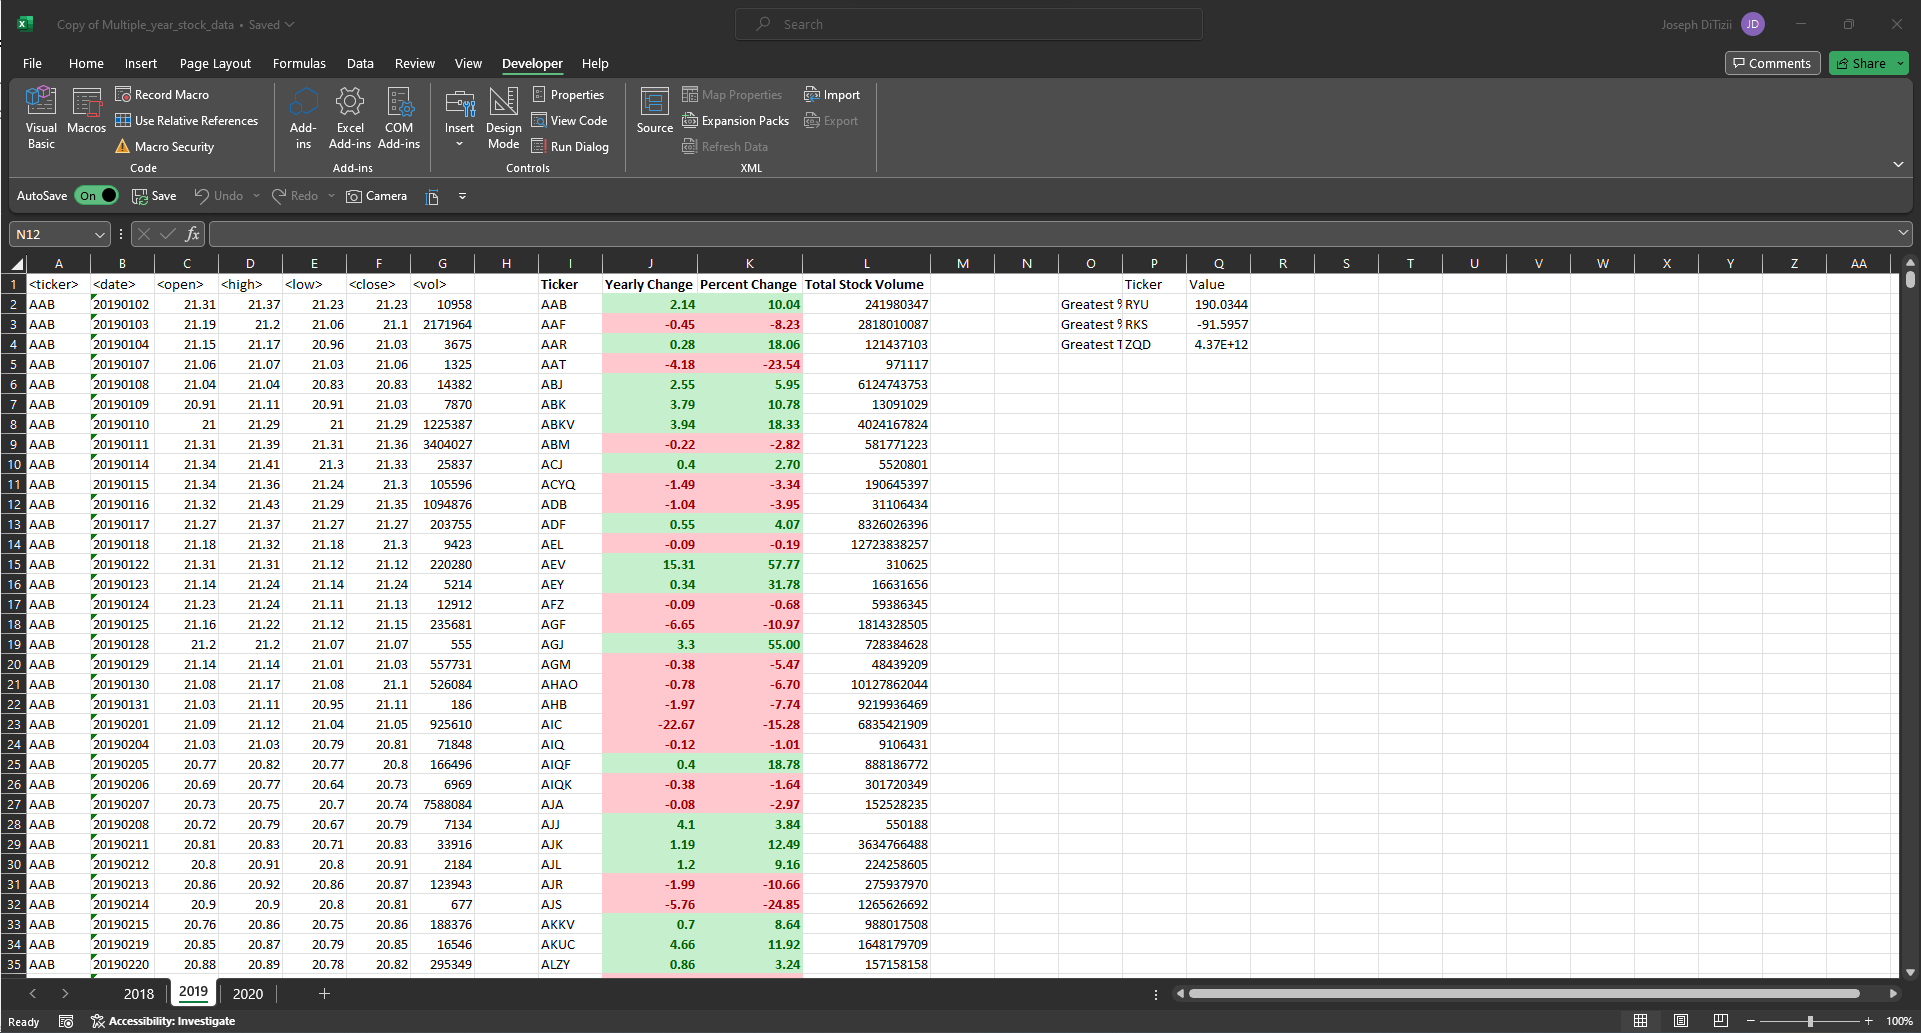 Copy of Multiple_year_stock_data • Saved
Search
Joseph DiTizii JD
File Home Insert Page Layout Formulas Data Review View Developer Help
Comments Share
Visual Basic
Macros
Record Macro
Use Relative References
Macro Security
Code
Add-ins
Excel Add-ins
COM Add-ins
Add-ins
Insert
Design Mode
Properties
View Code
Run Dialog
Controls
Source
Map Properties
Expansion Packs
Refresh Data
Import
Export
XML
AutoSave On Save Undo Redo Camera
N12 fx
A B C D E F G H I J K L M N O P Q R S T U V W X Y Z AA
1 <ticker> <date> <open> <high> <low> <close> <vol> Ticker Yearly Change Percent Change Total Stock Volume Ticker Value
2 AAB 20190102 21.31 21.37 21.23 21.23 10958 AAB 2.14 10.04 241980347 Greatest % RYU 190.0344
3 AAB 20190103 21.19 21.2 21.06 21.1 2171964 AAF -0.45 -8.23 2818010087 Greatest % RKS -91.5957
4 AAB 20190104 21.15 21.17 20.96 21.03 3675 AAR 0.28 18.06 121437103 Greatest T ZQD 4.37E+12
5 AAB 20190107 21.06 21.07 21.03 21.06 1325 AAT -4.18 -23.54 971117
6 AAB 20190108 21.04 21.04 20.83 20.83 14382 ABJ 2.55 5.95 6124743753
7 AAB 20190109 20.91 21.11 20.91 21.03 7870 ABK 3.79 10.78 13091029
8 AAB 20190110 21 21.29 21 21.29 1225387 ABKV 3.94 18.33 4024167824
9 AAB 20190111 21.31 21.39 21.31 21.36 3404027 ABM -0.22 -2.82 581771223
10 AAB 20190114 21.34 21.41 21.3 21.33 25837 ACJ 0.4 2.70 5520801
11 AAB 20190115 21.34 21.36 21.24 21.3 105596 ACYQ -1.49 -3.34 190645397
12 AAB 20190116 21.32 21.43 21.29 21.35 1094876 ADB -1.04 -3.95 31106434
13 AAB 20190117 21.27 21.37 21.27 21.27 203755 ADF 0.55 4.07 8326026396
14 AAB 20190118 21.18 21.32 21.18 21.3 9423 AEL -0.09 -0.19 12723838257
15 AAB 20190122 21.31 21.31 21.12 21.12 220280 AEV 15.31 57.77 310625
16 AAB 20190123 21.14 21.24 21.14 21.24 5214 AEY 0.34 31.78 16631656
17 AAB 20190124 21.23 21.24 21.11 21.13 12912 AFZ -0.09 -0.68 59386345
18 AAB 20190125 21.16 21.22 21.12 21.15 235681 AGF -6.65 -10.97 1814328505
19 AAB 20190128 21.2 21.2 21.07 21.07 555 AGJ 3.3 55.00 728384628
20 AAB 20190129 21.14 21.14 21.01 21.03 557731 AGM -0.38 -5.47 48439209
21 AAB 20190130 21.08 21.17 21.08 21.1 526084 AHAO -0.78 -6.70 10127862044
22 AAB 20190131 21.03 21.11 20.95 21.11 186 AHB -1.97 -7.74 9219936469
23 AAB 20190201 21.09 21.12 21.04 21.05 925610 AIC -22.67 -15.28 6835421909
24 AAB 20190204 21.03 21.03 20.79 20.81 71848 AIQ -0.12 -1.01 9106431
25 AAB 20190205 20.77 20.82 20.77 20.8 166496 AIQF 0.4 18.78 888186772
26 AAB 20190206 20.69 20.77 20.64 20.73 6969 AIQK -0.38 -1.64 301720349
27 AAB 20190207 20.73 20.75 20.7 20.74 7588084 AJA -0.08 -2.97 152528235
28 AAB 20190208 20.72 20.79 20.67 20.79 7134 AJJ 4.1 3.84 550188
29 AAB 20190211 20.81 20.83 20.71 20.83 33916 AJK 1.19 12.49 3634766488
30 AAB 20190212 20.8 20.91 20.8 20.91 2184 AJL 1.2 9.16 224258605
31 AAB 20190213 20.86 20.92 20.86 20.87 123943 AJR -1.99 -10.66 275937970
32 AAB 20190214 20.9 20.9 20.8 20.81 677 AJS -5.76 -24.85 1265626692
33 AAB 20190215 20.76 20.86 20.75 20.86 188376 AKKV 0.7 8.64 988017508
34 AAB 20190219 20.85 20.87 20.79 20.85 16546 AKUC 4.66 11.92 1648179709
35 AAB 20190220 20.88 20.89 20.78 20.82 295349 ALZY 0.86 3.24 157158158
2018 2019 2020
Ready Accessibility: Investigate 100%